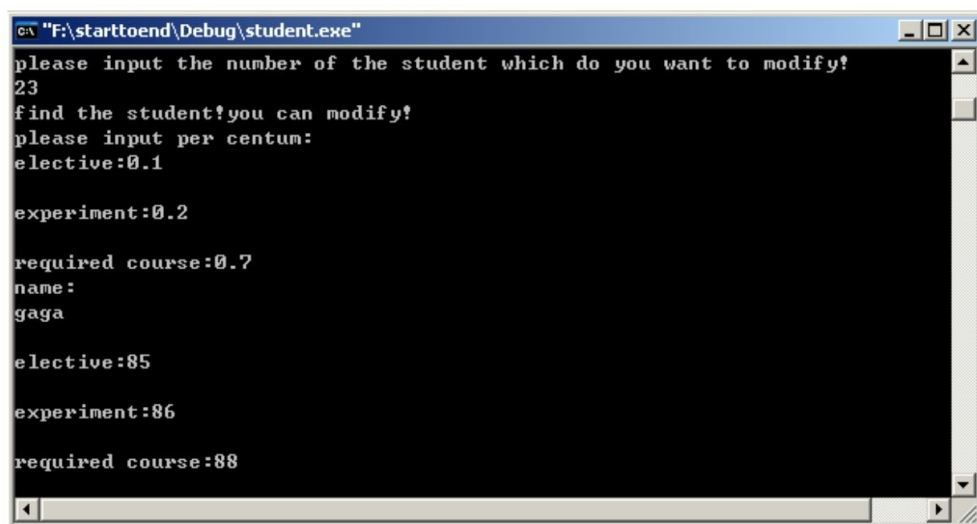 "F:\starttoend\Debug\student.exe"
please input the number of the student which do you want to modify!
23
find the student!you can modify!
please input per centum:
elective:0.1
experiment:0.2
required course:0.7
name:
gaga
elective:85
experiment:86
required course:88